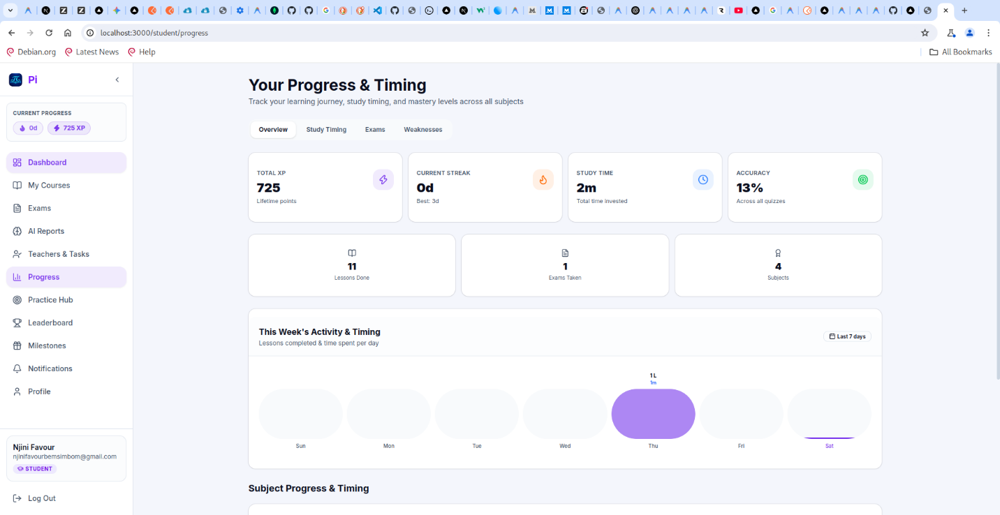 localhost:3000/student/progress
Debian.org
Latest News
Help
All Bookmarks
Pi
CURRENT PROGRESS
0d
725 XP
Dashboard
My Courses
Exams
AI Reports
Teachers & Tasks
Progress
Practice Hub
Leaderboard
Milestones
Notifications
Profile
Njini Favour
njinifavourbemsimbom@gmail.com
STUDENT
Log Out
Your Progress & Timing
Track your learning journey, study timing, and mastery levels across all subjects
Overview
Study Timing
Exams
Weaknesses
TOTAL XP
725
Lifetime points
CURRENT STREAK
0d
Best: 3d
STUDY TIME
2m
Total time invested
ACCURACY
13%
Across all quizzes
11
Lessons Done
1
Exams Taken
4
Subjects
This Week's Activity & Timing
Lessons completed & time spent per day
Last 7 days
1 L
1m
Sun
Mon
Tue
Wed
Thu
Fri
Sat
Subject Progress & Timing